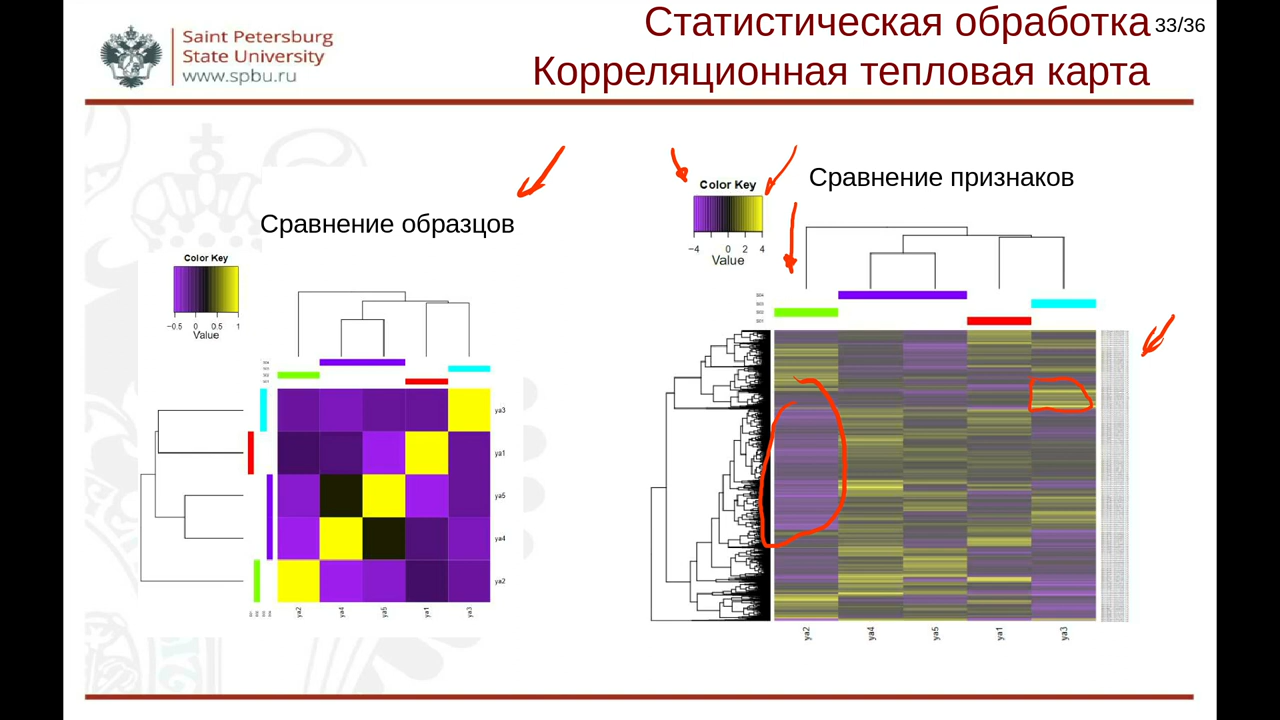 Saint Petersburg
State University
www.spbu.ru
Статистическая обработка
33/36
Корреляционная тепловая карта
Сравнение образцов
Color Key
−0.5 0 0.5 1
Value
ya3
ya1
ya5
ya4
ya2
ya2 ya4 ya5 ya1 ya3
Color Key
−4 0 2 4
Value
Сравнение признаков
ya2 ya4 ya5 ya1 ya3